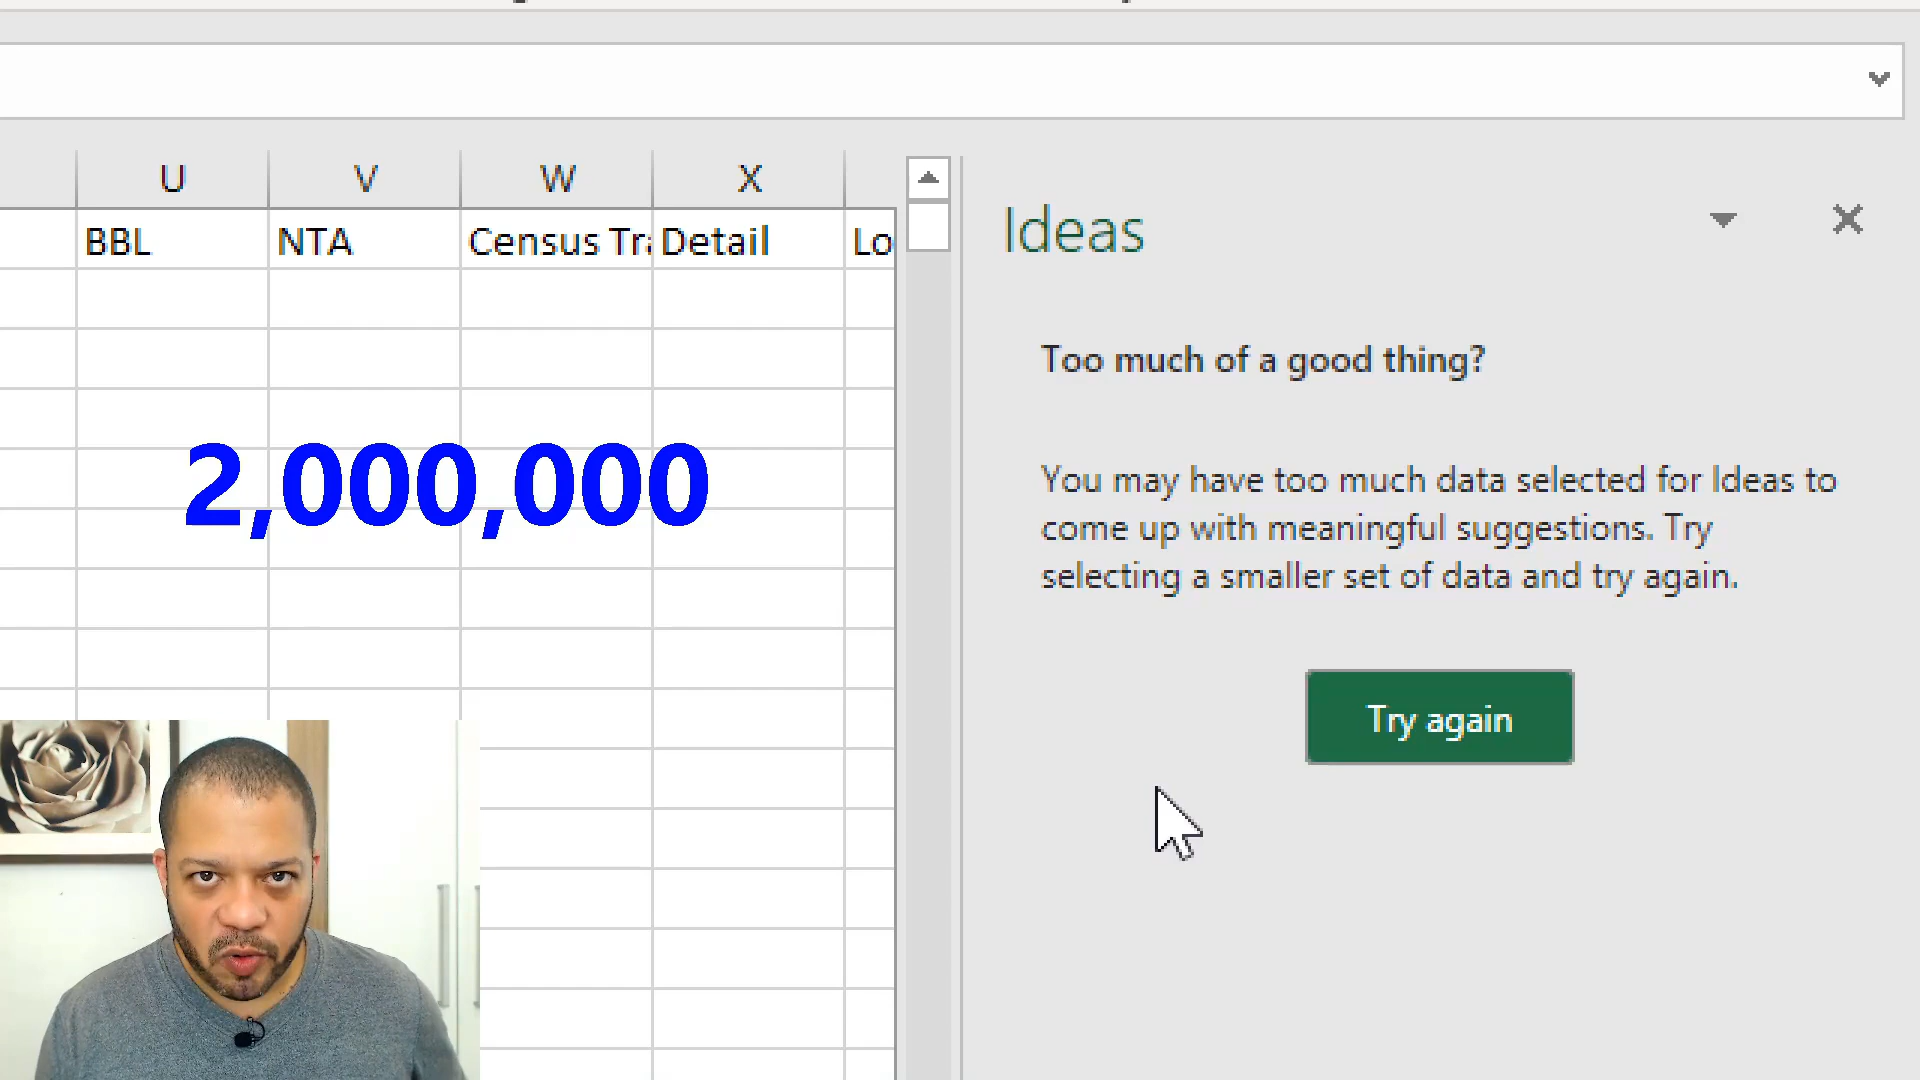 U V W X
BBL NTA Census Tra Detail Lo
Ideas
Too much of a good thing?
2,000,000
You may have too much data selected for Ideas to
come up with meaningful suggestions. Try
selecting a smaller set of data and try again.
Try again